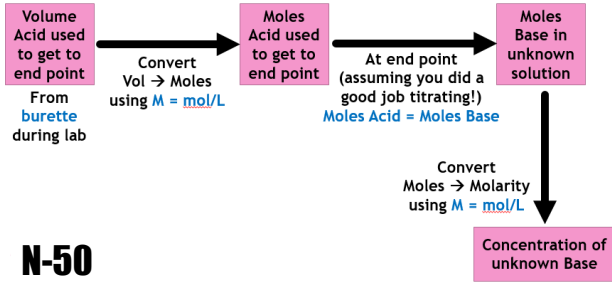 Volume
Acid used
to get to
end point
From
burette
during lab
Convert
Vol → Moles
using M = mol/L
Moles
Acid used
to get to
end point
At end point
(assuming you did a
good job titrating!)
Moles Acid = Moles Base
Moles
Base in
unknown
solution
Convert
Moles → Molarity
using M = mol/L
Concentration of
unknown Base
N-50